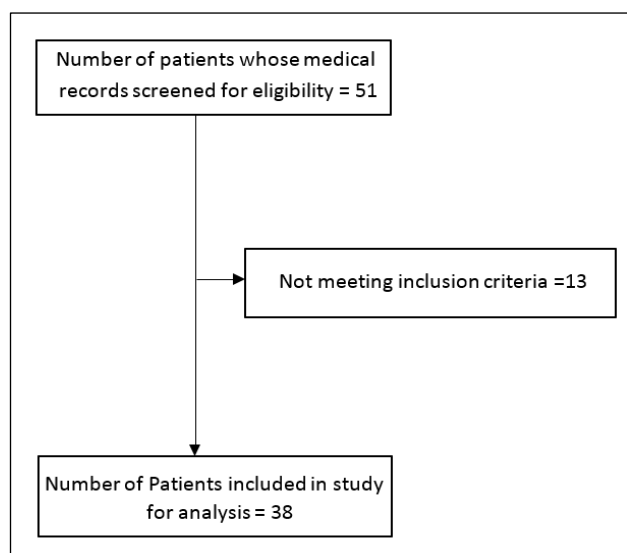 Number of patients whose medical
records screened for eligibility = 51
Not meeting inclusion criteria =13
Number of Patients included in study
for analysis = 38